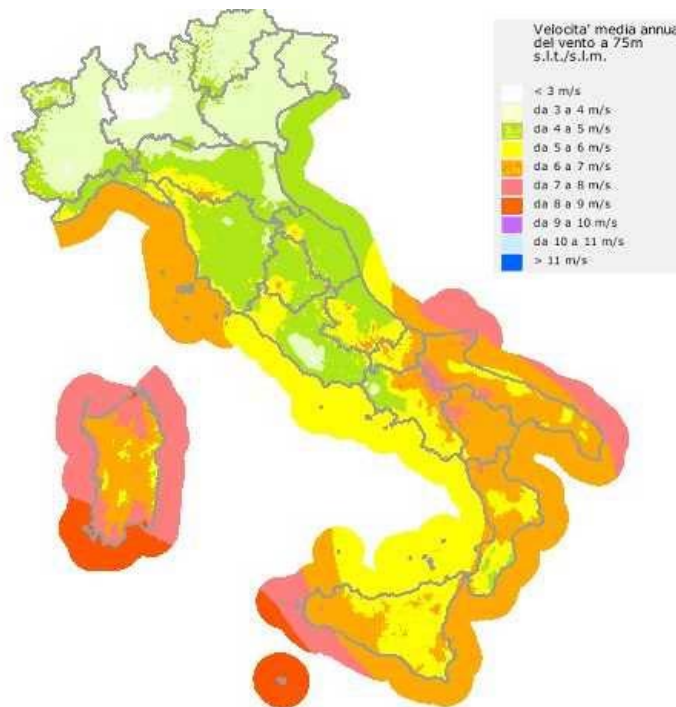 Velocita' media annua
del vento a 75m
s.l.t./s.l.m.
< 3 m/s
da 3 a 4 m/s
da 4 a 5 m/s
da 5 a 6 m/s
da 6 a 7 m/s
da 7 a 8 m/s
da 8 a 9 m/s
da 9 a 10 m/s
da 10 a 11 m/s
> 11 m/s